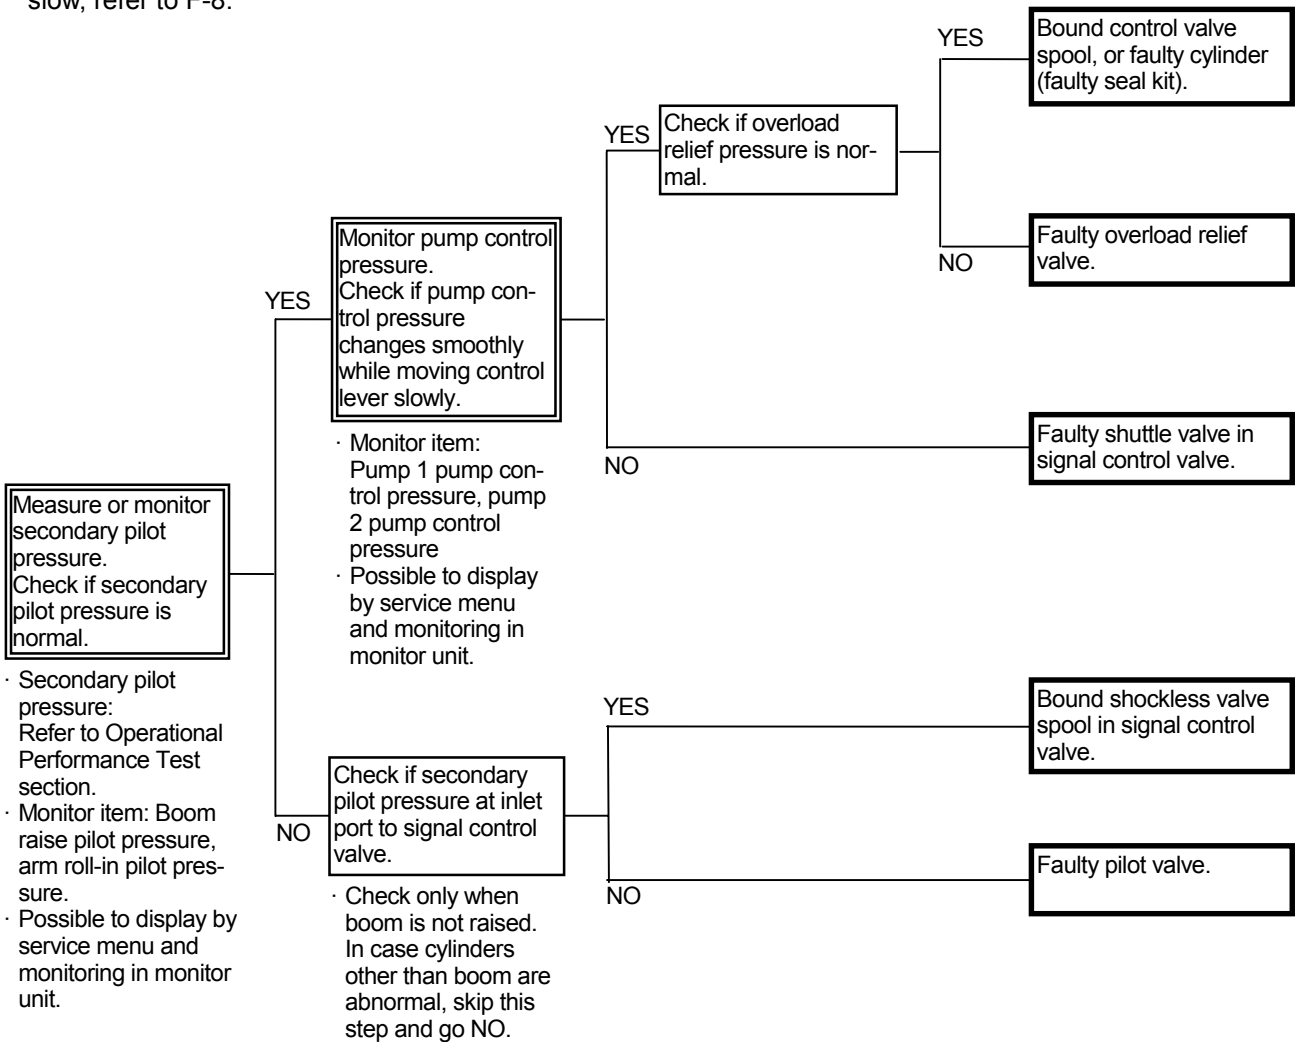 slow, refer to F-8.
Measure or monitor
secondary pilot
pressure.
Check if secondary
pilot pressure is
normal.
· Secondary pilot
pressure:
Refer to Operational
Performance Test
section.
· Monitor item: Boom
raise pilot pressure,
arm roll-in pilot pres-
sure.
· Possible to display by
service menu and
monitoring in monitor
unit.
YES
Monitor pump control
pressure.
Check if pump con-
trol pressure
changes smoothly
while moving control
lever slowly.
· Monitor item:
Pump 1 pump con-
trol pressure, pump
2 pump control
pressure
· Possible to display
by service menu
and monitoring in
monitor unit.
YES
Check if overload
relief pressure is nor-
mal.
YES
Bound control valve
spool, or faulty cylinder
(faulty seal kit).
NO
Faulty overload relief
valve.
NO
Faulty shuttle valve in
signal control valve.
NO
Check if secondary
pilot pressure at inlet
port to signal control
valve.
· Check only when
boom is not raised.
In case cylinders
other than boom are
abnormal, skip this
step and go NO.
YES
Bound shockless valve
spool in signal control
valve.
NO
Faulty pilot valve.